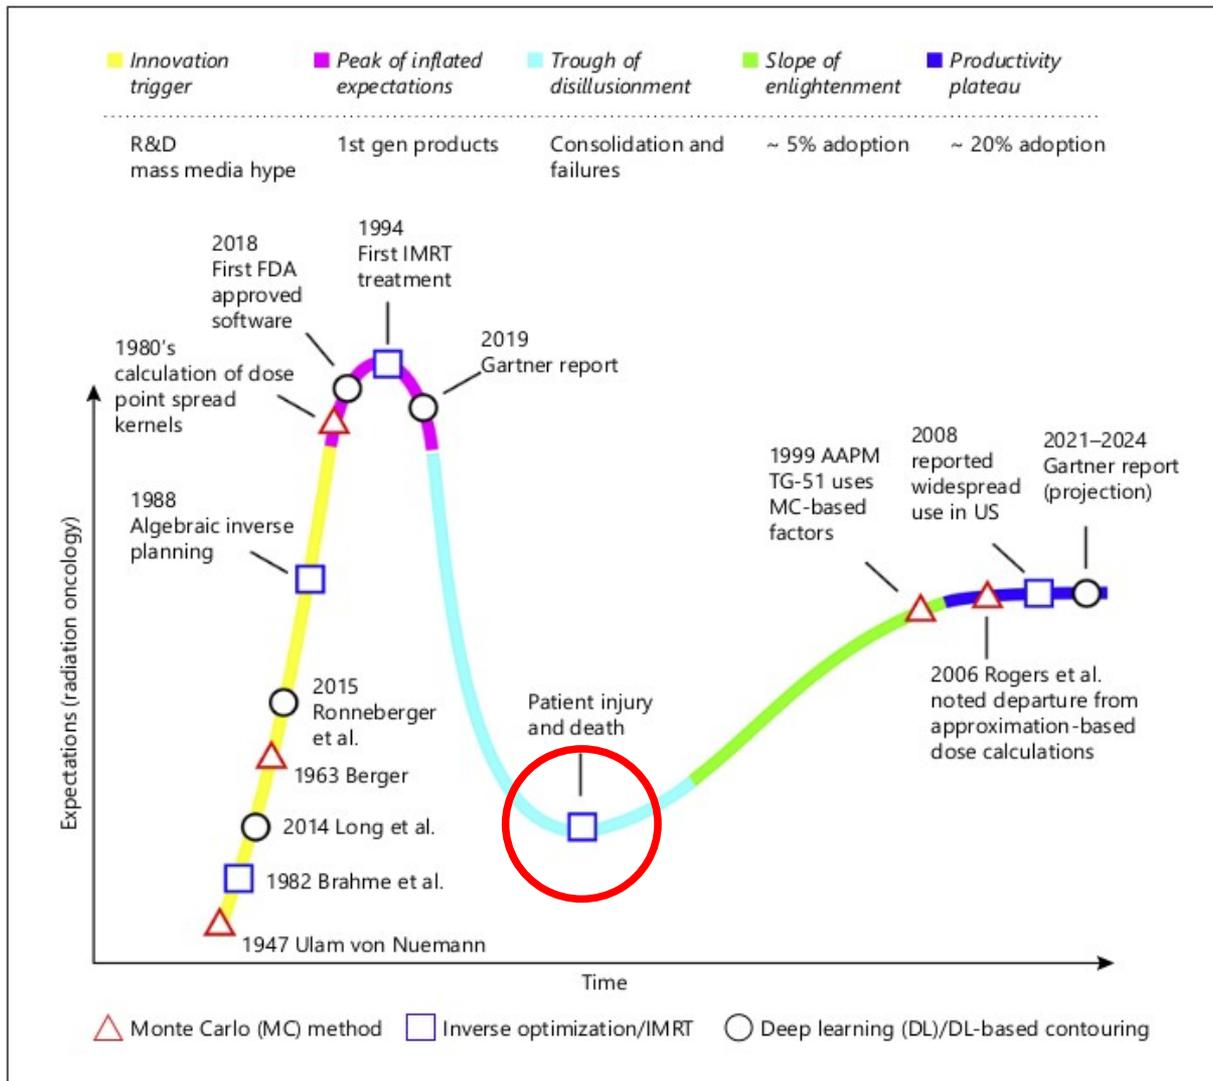 Innovation
trigger
Peak of inflated
expectations
Trough of
disillusionment
Slope of
enlightenment
Productivity
plateau
R&D
mass media hype
1st gen products
Consolidation and
failures
~ 5% adoption
~ 20% adoption
1994
First IMRT
treatment
2018
First FDA
approved
software
2019
Gartner report
1980's
calculation of dose
point spread
kernels
1988
Algebraic inverse
planning
1999 AAPM
TG-51 uses
MC-based
factors
2008
reported
widespread
use in US
2021–2024
Gartner report
(projection)
2015
Ronneberger
et al.
1963 Berger
2014 Long et al.
1982 Brahme et al.
1947 Ulam von Nuemann
Patient injury
and death
2006 Rogers et al.
noted departure from
approximation-based
dose calculations
Expectations (radiation oncology)
Time
Monte Carlo (MC) method
Inverse optimization/IMRT
Deep learning (DL)/DL-based contouring